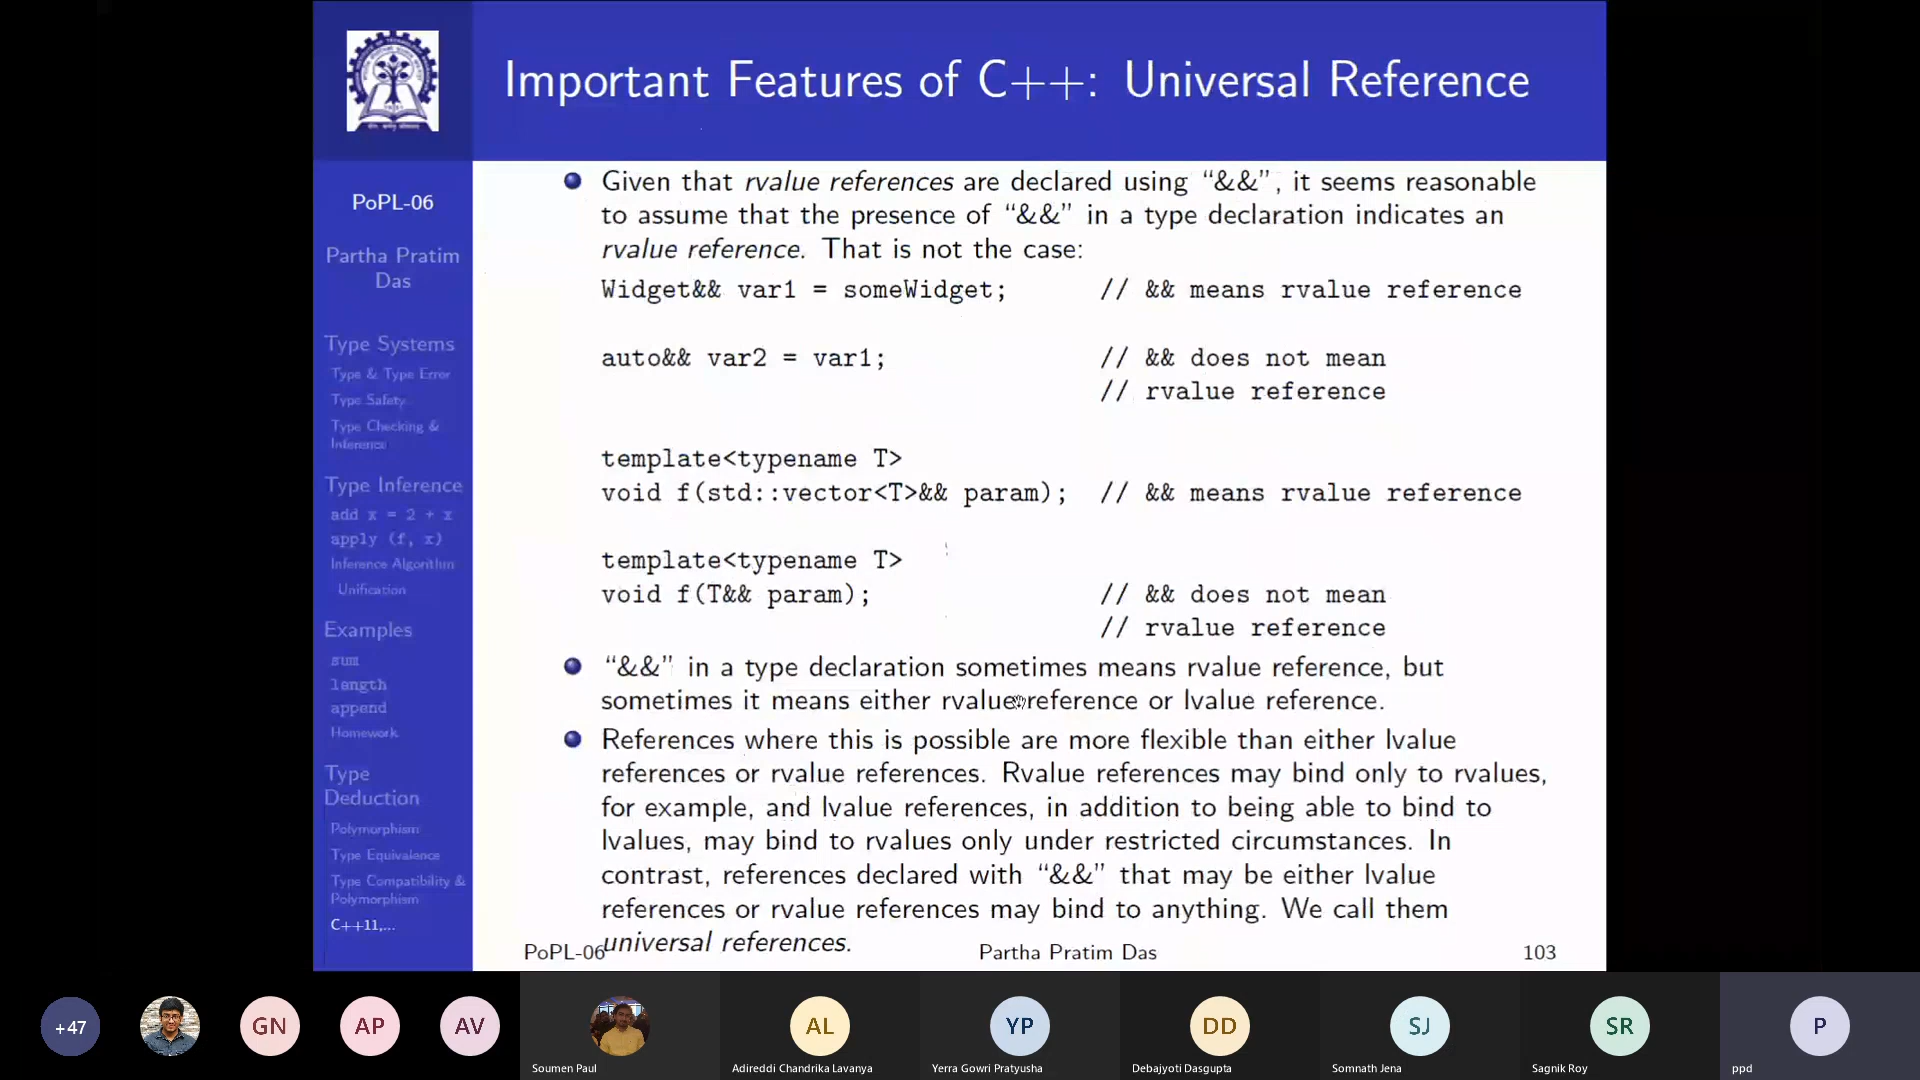 Important Features of C++: Universal Reference
PoPL-06
Partha Pratim
Das
Type Systems
Type & Type Error
Type Safety
Type Checking &
Inference
Type Inference
add x = 2 + x
apply (f, x)
Inference Algorithm
Unification
Examples
sum
length
append
Homework
Type
Deduction
Polymorphism
Type Equivalence
Type Compatibility &
Polymorphism
C++11,...
Given that rvalue references are declared using “&&”, it seems reasonable
to assume that the presence of “&&” in a type declaration indicates an
rvalue reference. That is not the case:
Widget&& var1 = someWidget; // && means rvalue reference
auto&& var2 = var1; // && does not mean
// rvalue reference
template<typename T>
void f(std::vector<T>&& param); // && means rvalue reference
template<typename T>
void f(T&& param); // && does not mean
// rvalue reference
“&&” in a type declaration sometimes means rvalue reference, but
sometimes it means either rvalue reference or lvalue reference.
References where this is possible are more flexible than either lvalue
references or rvalue references. Rvalue references may bind only to rvalues,
for example, and lvalue references, in addition to being able to bind to
lvalues, may bind to rvalues only under restricted circumstances. In
contrast, references declared with “&&” that may be either lvalue
references or rvalue references may bind to anything. We call them
universal references.
PoPL-06 Partha Pratim Das 103
+47 GN AP AV AL YP DD SJ SR P
Soumen Paul Adireddi Chandrika Lavanya Yerra Gowri Pratyusha Debajyoti Dasgupta Somnath Jena Sagnik Roy ppd